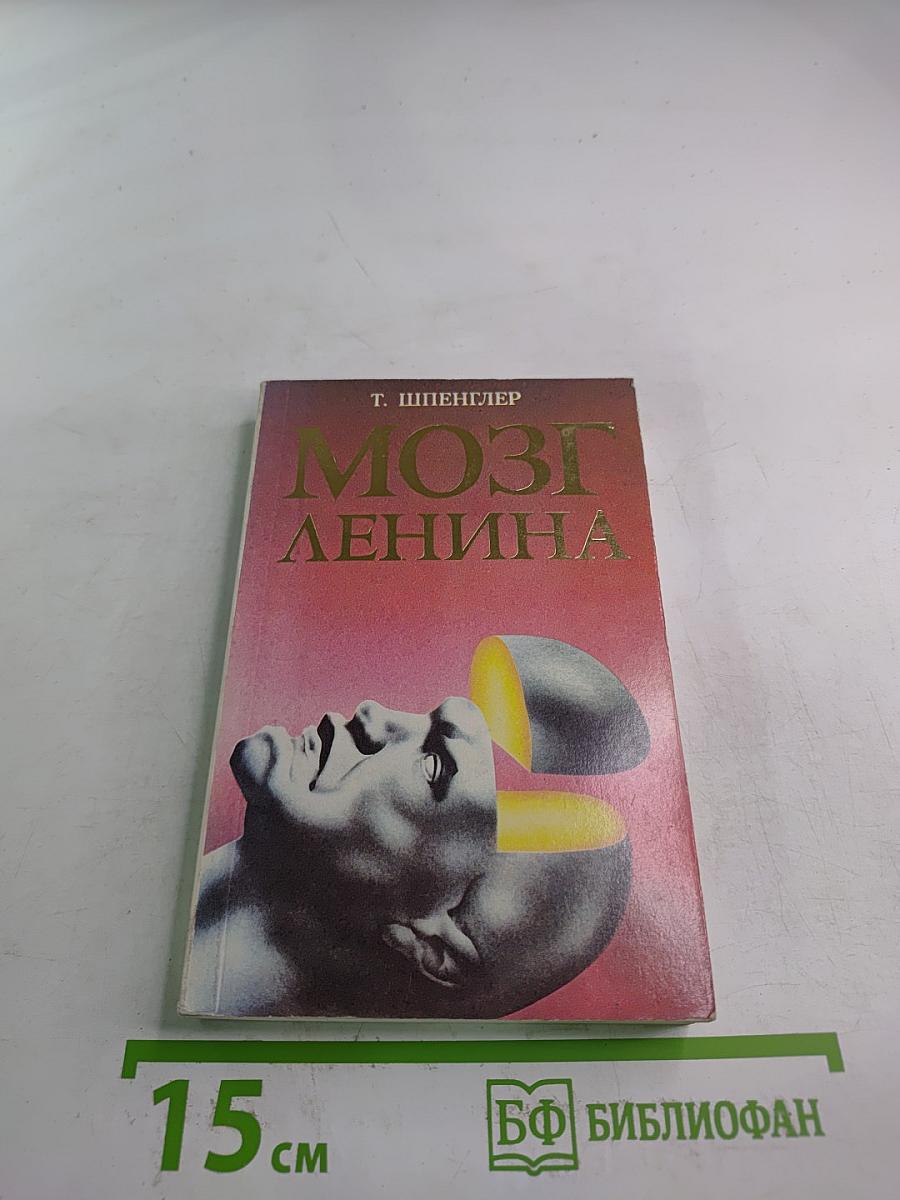 Т. ШПЕНГЛЕР
МОЗГ
ЛЕНИНА
15 см
БФ БИБЛИОФАН